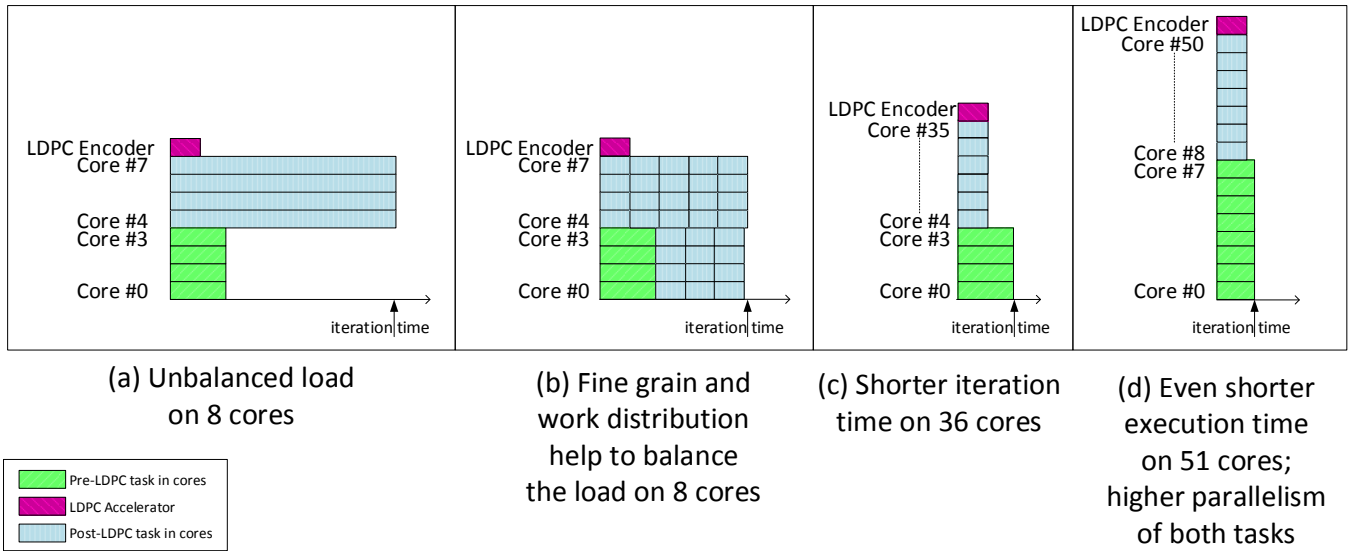 LDPC Encoder
Core #7
Core #4
Core #3
Core #0
iteration time
(a) Unbalanced load
on 8 cores
LDPC Encoder
Core #7
Core #4
Core #3
Core #0
iteration time
(b) Fine grain and
work distribution
help to balance
the load on 8 cores
LDPC Encoder
Core #35
Core #4
Core #3
Core #0
iteration time
(c) Shorter iteration
time on 36 cores
LDPC Encoder
Core #50
Core #8
Core #7
Core #0
iteration time
(d) Even shorter
execution time
on 51 cores;
higher parallelism
of both tasks
Pre-LDPC task in cores
LDPC Accelerator
Post-LDPC task in cores